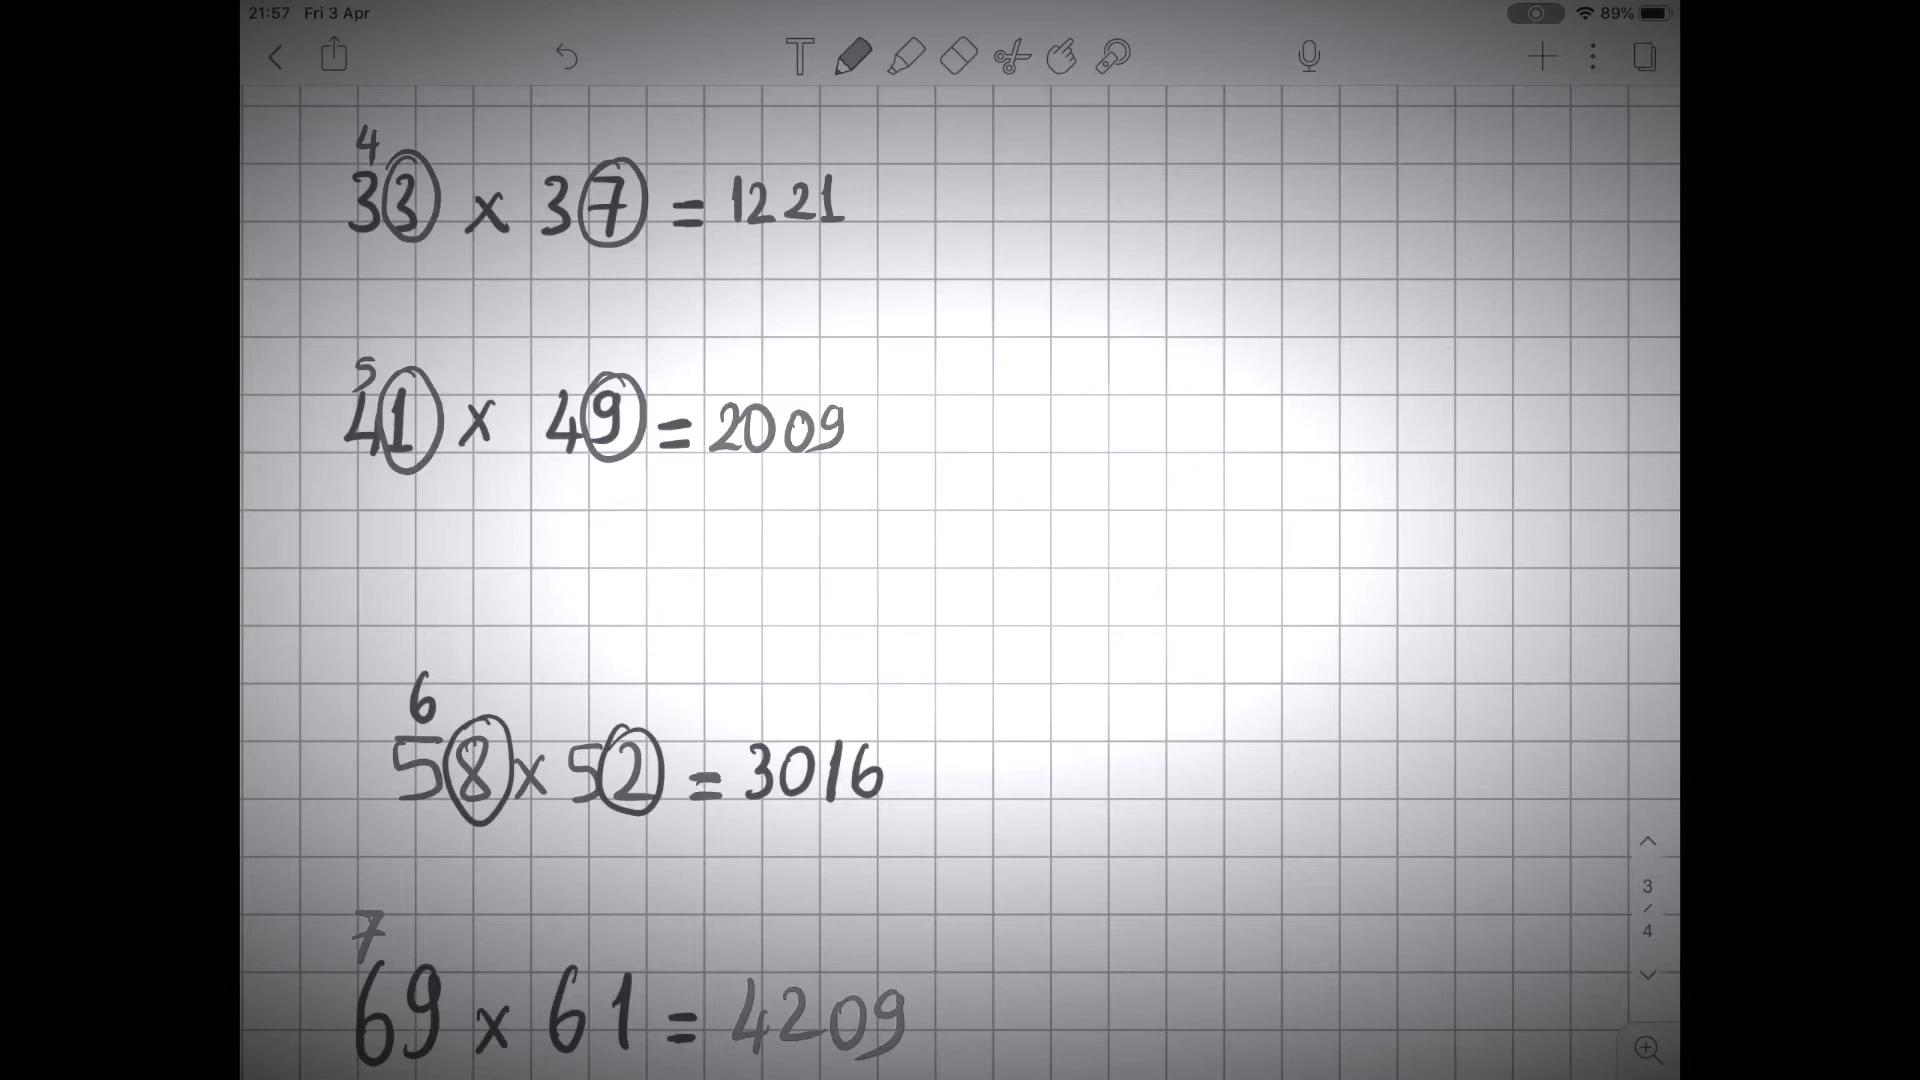 21:57 Fri 3 Apr 89%
T
4
33 x 37 = 1221
5
41 x 49 = 2009
6
58 x 52 = 3016
3
/
4
7
69 x 61 = 4209